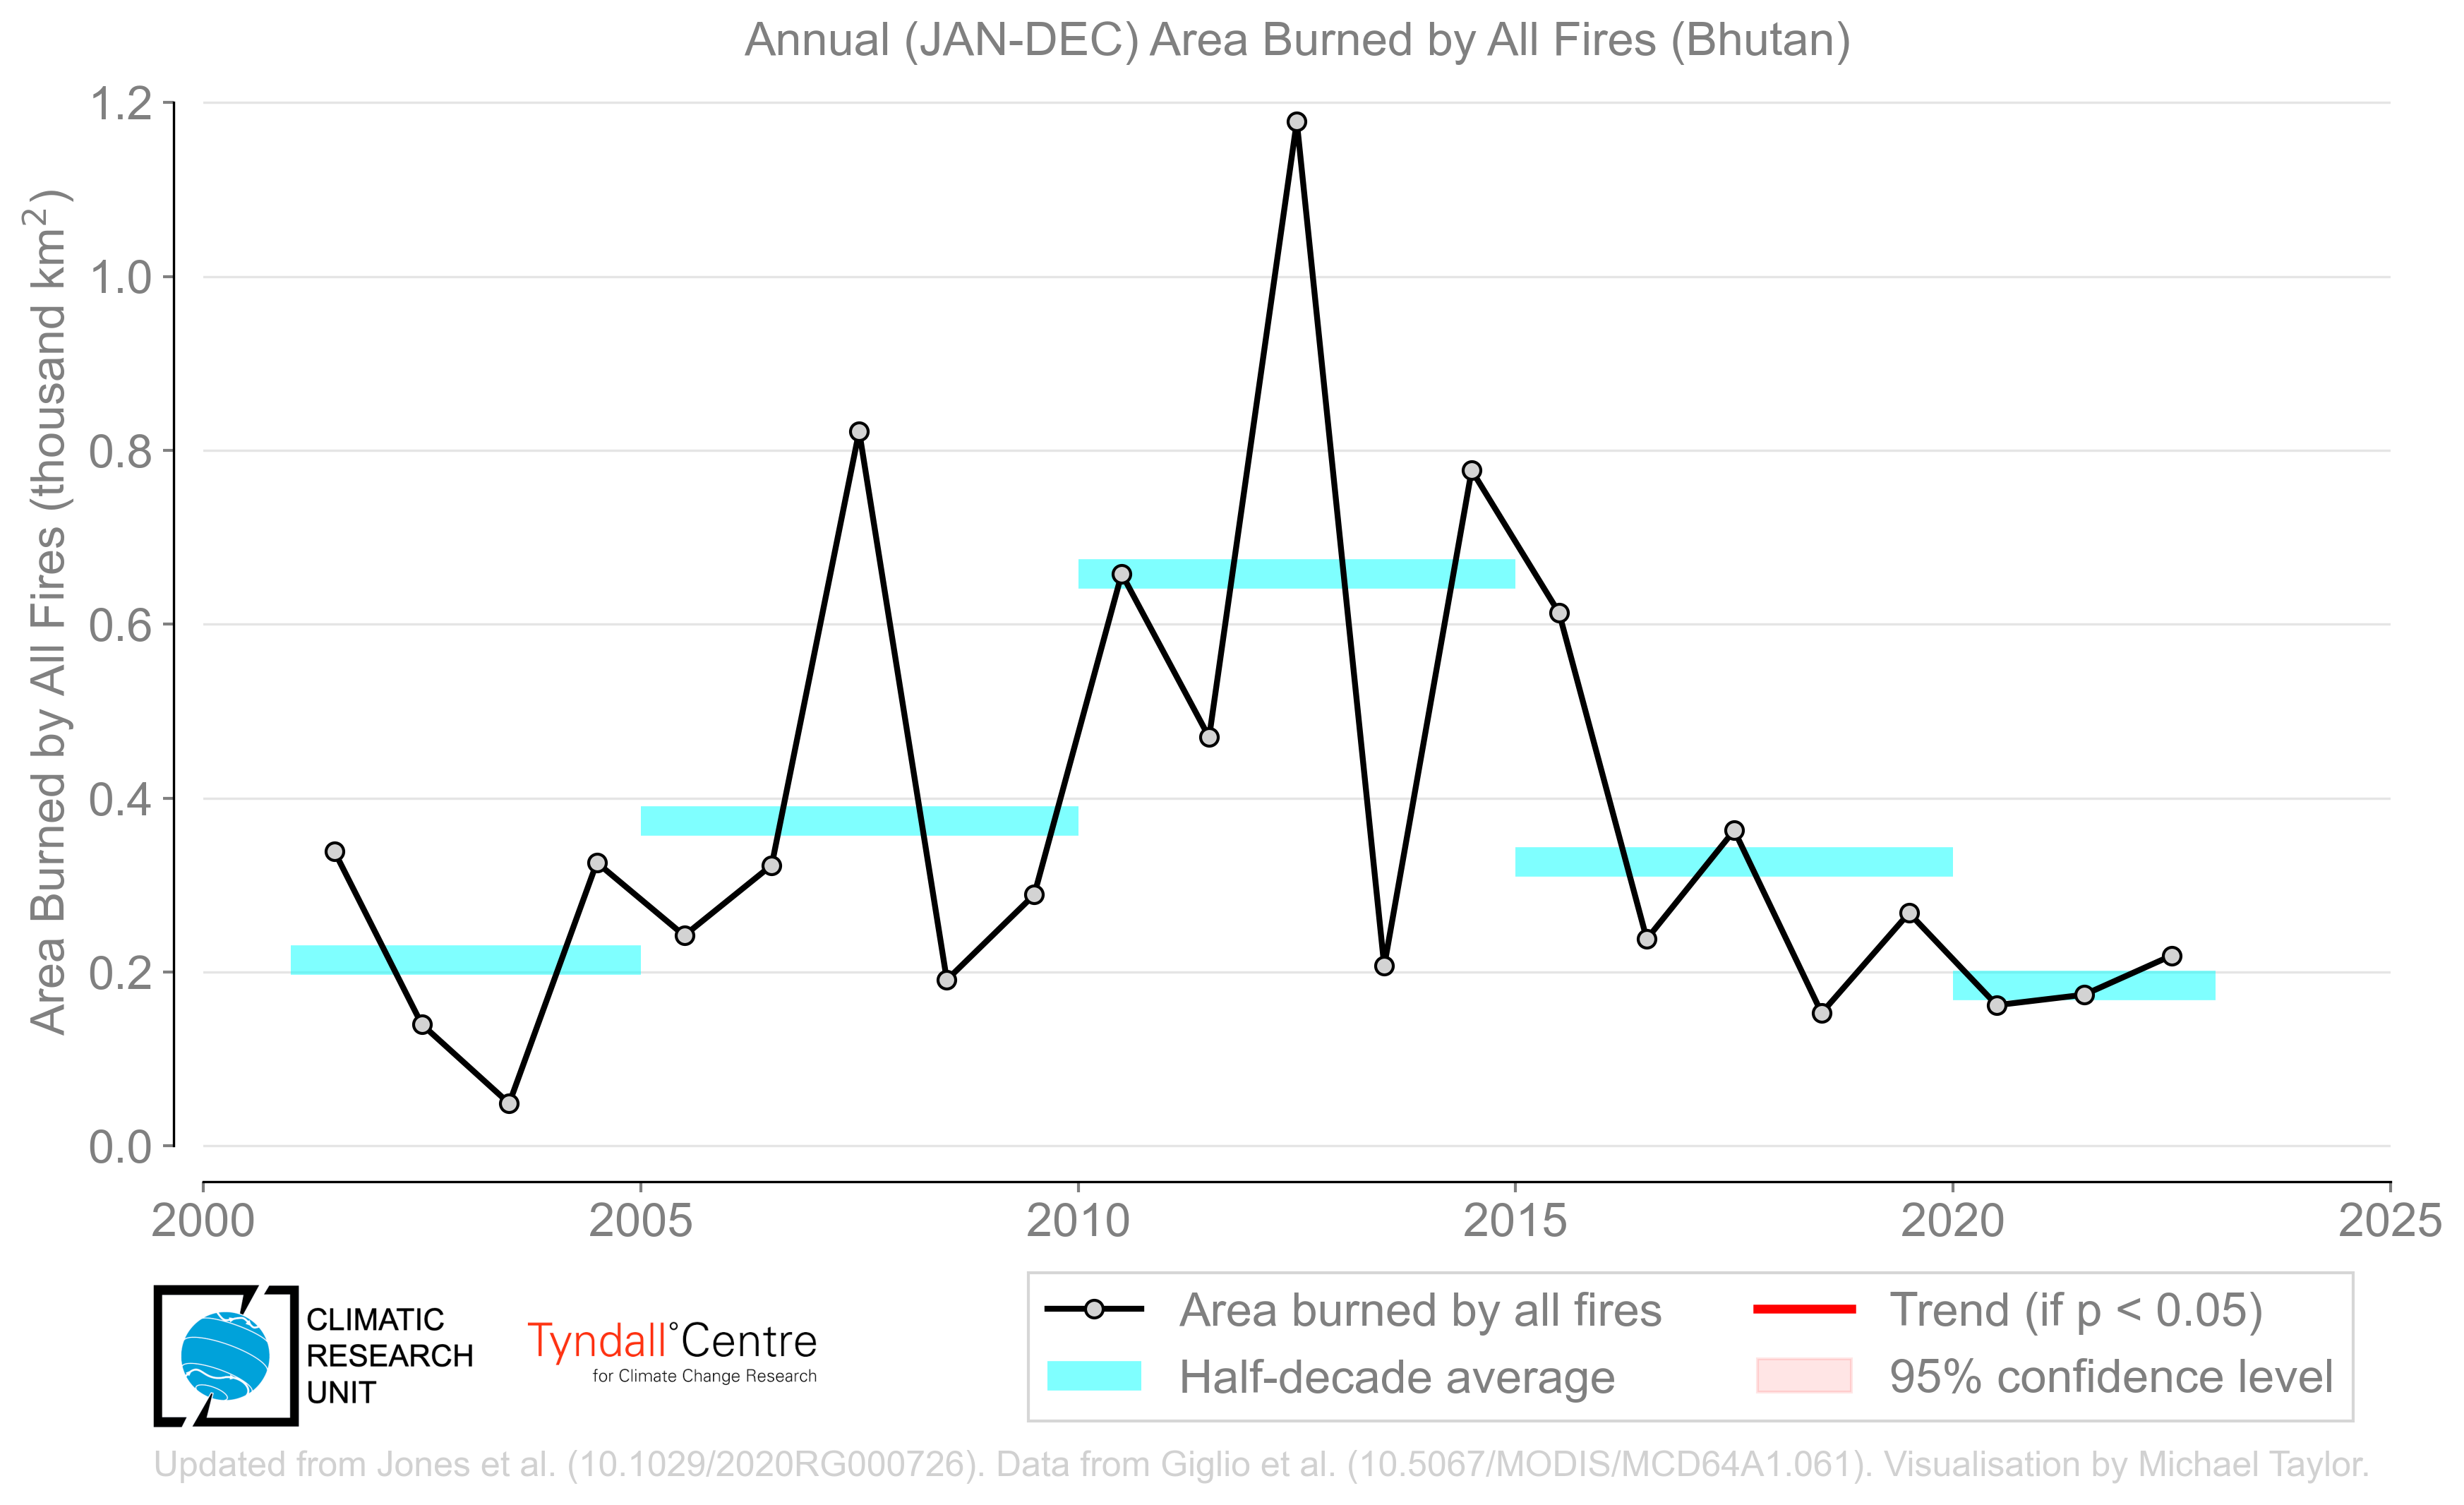 Annual (JAN-DEC) Area Burned by All Fires (Bhutan)
Area Burned by All Fires (thousand km²)
1.2
1.0
0.8
0.6
0.4
0.2
0.0
2000 2005 2010 2015 2020 2025
CLIMATIC
RESEARCH
UNIT
Tyndall°Centre
for Climate Change Research
Area burned by all fires
Half-decade average
Trend (if p < 0.05)
95% confidence level
Updated from Jones et al. (10.1029/2020RG000726). Data from Giglio et al. (10.5067/MODIS/MCD64A1.061). Visualisation by Michael Taylor.